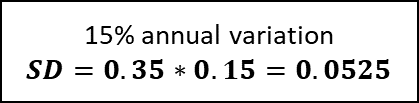 15% annual variation
SD = 0.35 * 0.15 = 0.0525